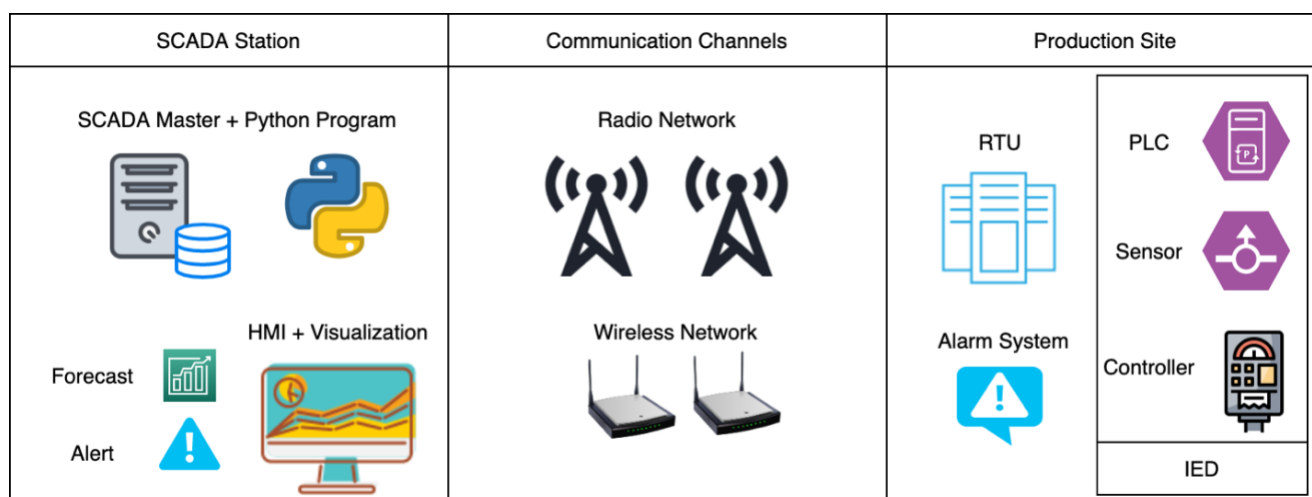 SCADA Station
Communication Channels
Production Site
SCADA Master + Python Program
Radio Network
RTU
PLC
P
Sensor
HMI + Visualization
Wireless Network
Alarm System
Forecast
Controller
Alert
IED